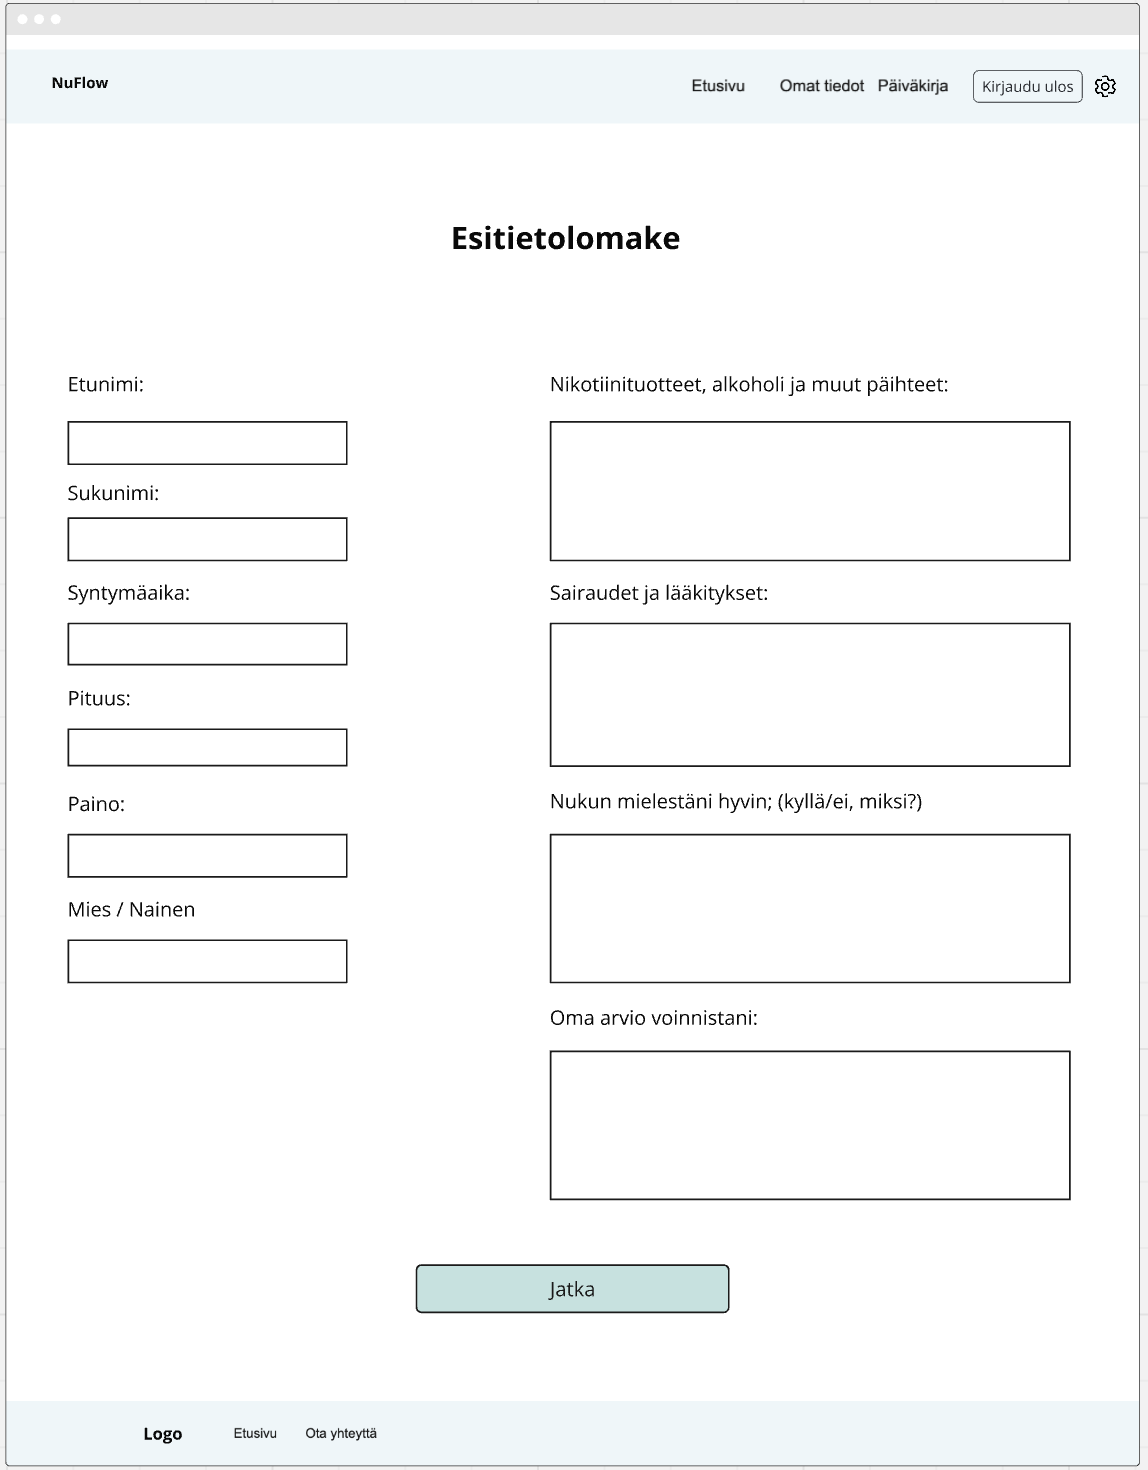 NuFlow
Etusivu Omat tiedot Päiväkirja Kirjaudu ulos
Esitietolomake
Etunimi:
Sukunimi:
Syntymäaika:
Pituus:
Paino:
Mies / Nainen
Nikotiinituotteet, alkoholi ja muut päihteet:
Sairaudet ja lääkitykset:
Nukun mielestäni hyvin; (kyllä/ei, miksi?)
Oma arvio voinnistani:
Jatka
Logo Etusivu Ota yhteyttä